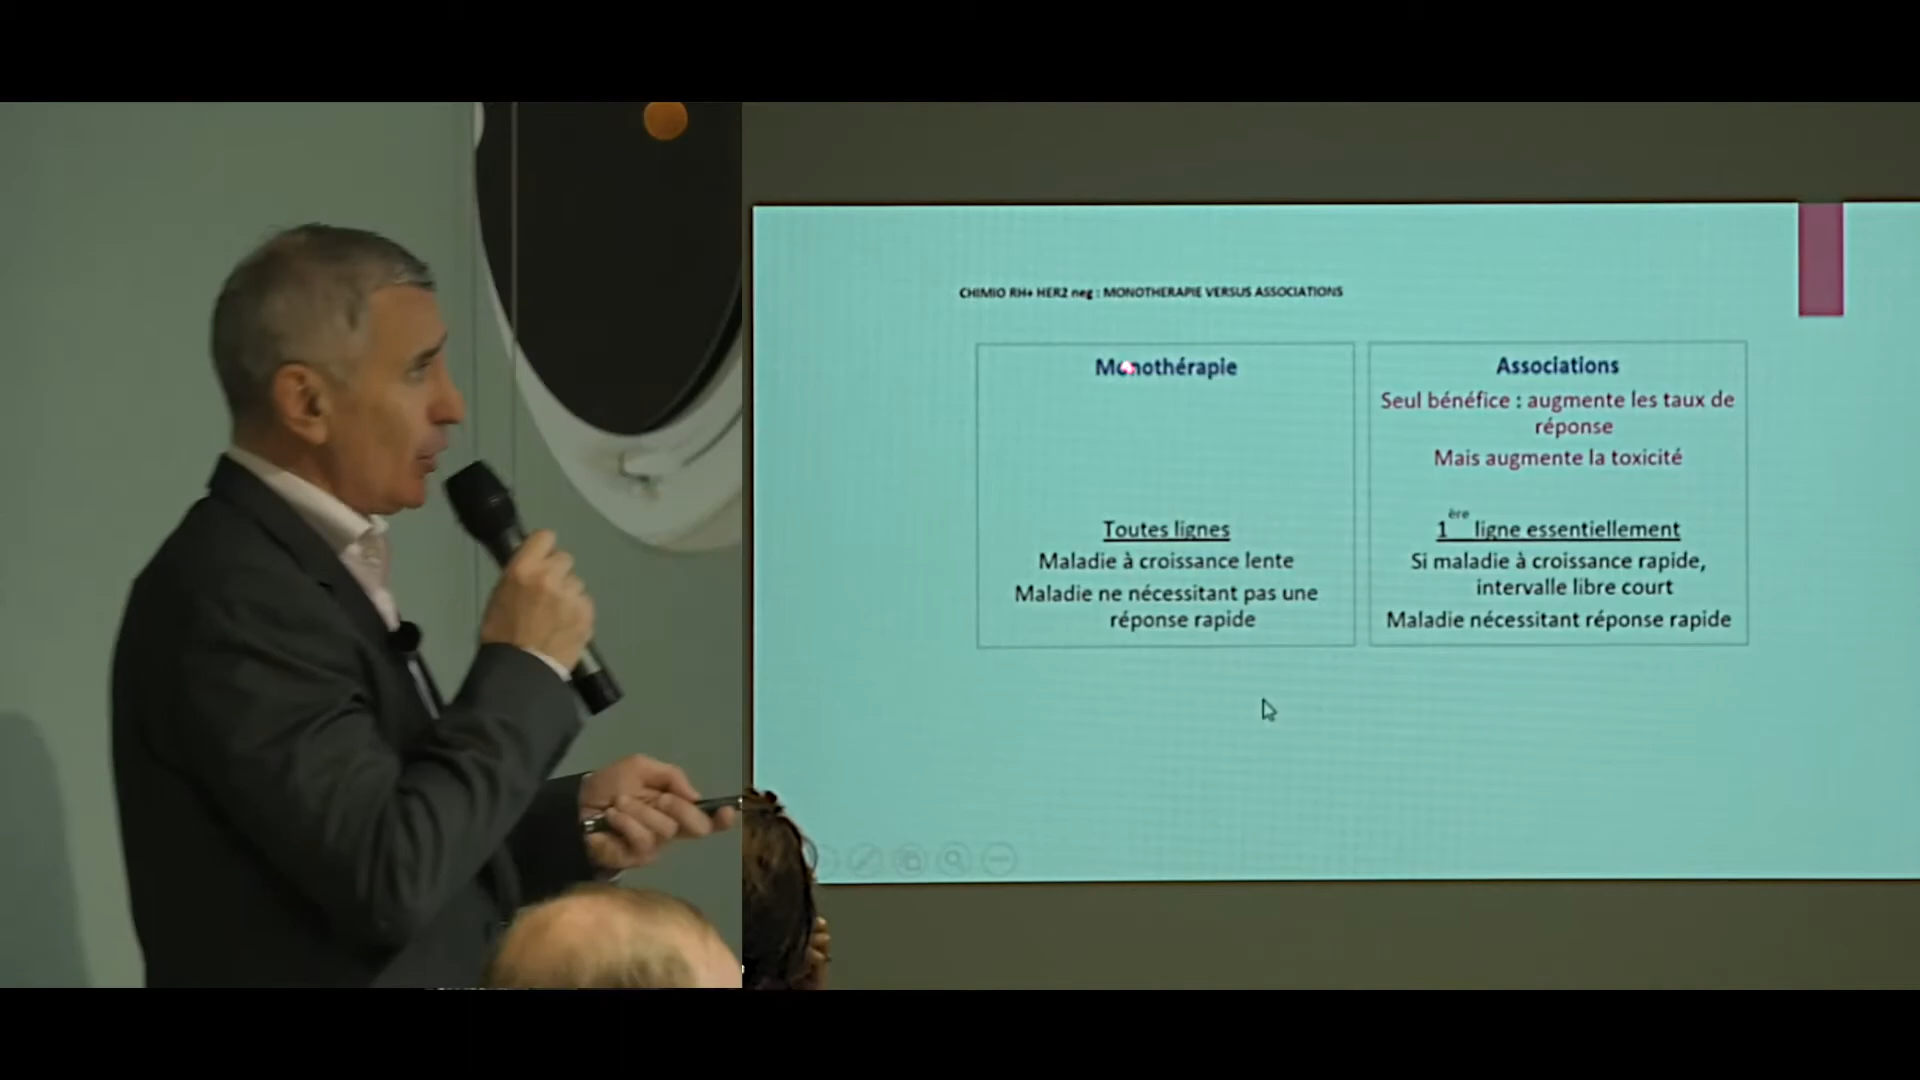 CHIMIO RH+ HER2 neg : MONOTHERAPIE VERSUS ASSOCIATIONS
Monothérapie
Toutes lignes
Maladie à croissance lente
Maladie ne nécessitant pas une
réponse rapide
Associations
Seul bénéfice : augmente les taux de
réponse
Mais augmente la toxicité
1ère ligne essentiellement
Si maladie à croissance rapide,
intervalle libre court
Maladie nécessitant réponse rapide